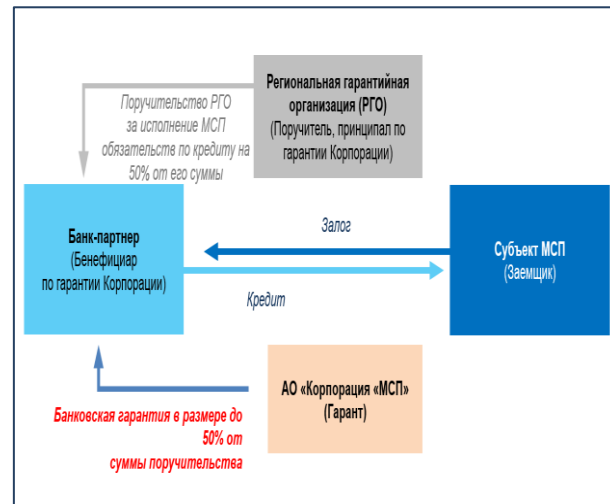 Региональная гарантийная
организация (РГО)
(Поручитель, принципал по
гарантии Корпорации)
Поручительство РГО
за исполнение МСП
обязательств по кредиту на
50% от его суммы
Банк-партнер
(Бенефициар
по гарантии Корпорации)
Залог
Кредит
Субъект МСП
(Заемщик)
АО «Корпорация «МСП»
(Гарант)
Банковская гарантия в размере до
50% от
суммы поручительства